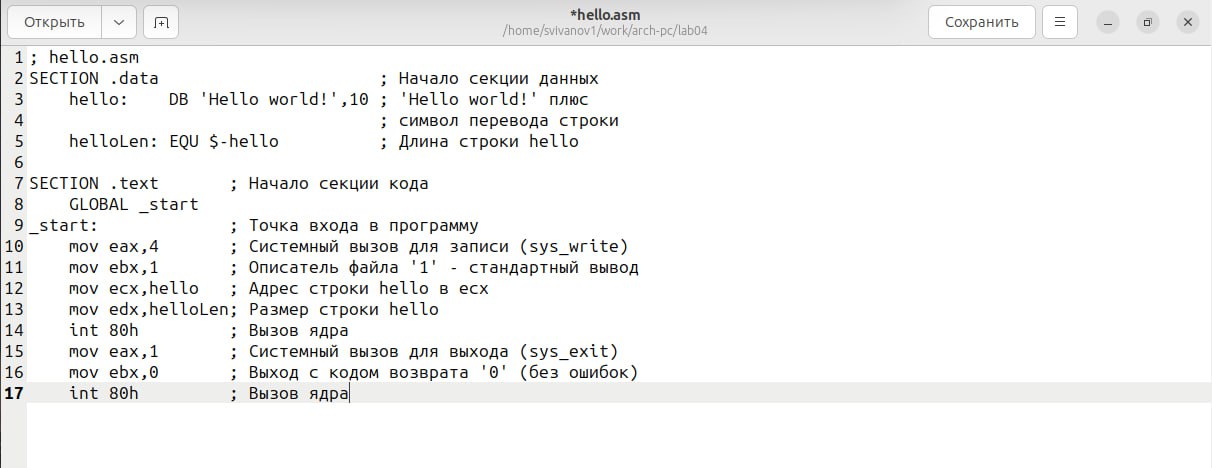 Открыть
*hello.asm
/home/svivanov1/work/arch-pc/lab04
Сохранить
1 ; hello.asm
2 SECTION .data                      ; Начало секции данных
3     hello:    DB 'Hello world!',10 ; 'Hello world!' плюс
4                                    ; символ перевода строки
5     helloLen: EQU $-hello          ; Длина строки hello
6
7 SECTION .text       ; Начало секции кода
8     GLOBAL _start
9 _start:             ; Точка входа в программу
10     mov eax,4       ; Системный вызов для записи (sys_write)
11     mov ebx,1       ; Описатель файла '1' - стандартный вывод
12     mov ecx,hello   ; Адрес строки hello в ecx
13     mov edx,helloLen; Размер строки hello
14     int 80h         ; Вызов ядра
15     mov eax,1       ; Системный вызов для выхода (sys_exit)
16     mov ebx,0       ; Выход с кодом возврата '0' (без ошибок)
17     int 80h         ; Вызов ядра